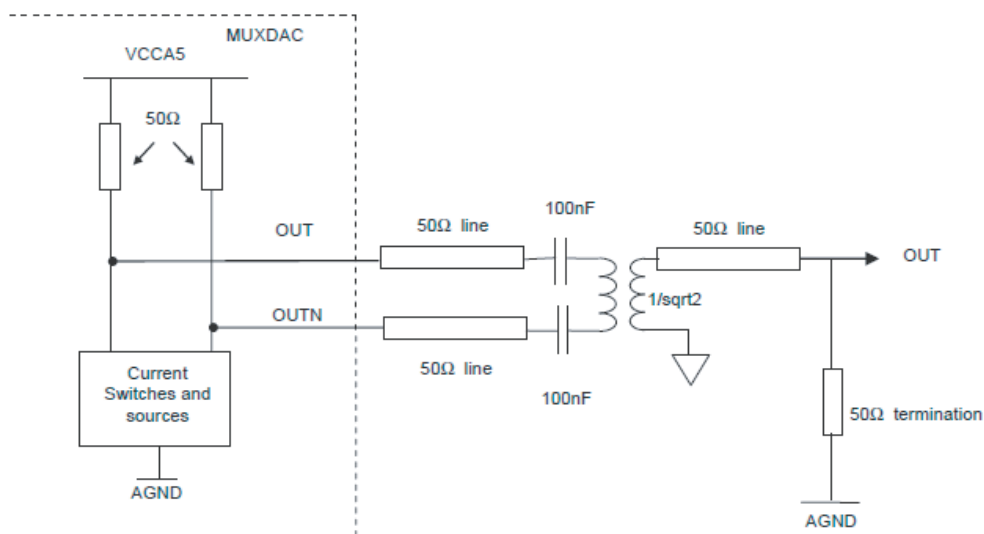 MUXDAC
VCCA5
50Ω
100nF
50Ω line
50Ω line
OUT
OUT
1/sqrt2
OUTN
50Ω line
100nF
Current
Switches and
sources
50Ω termination
AGND
AGND